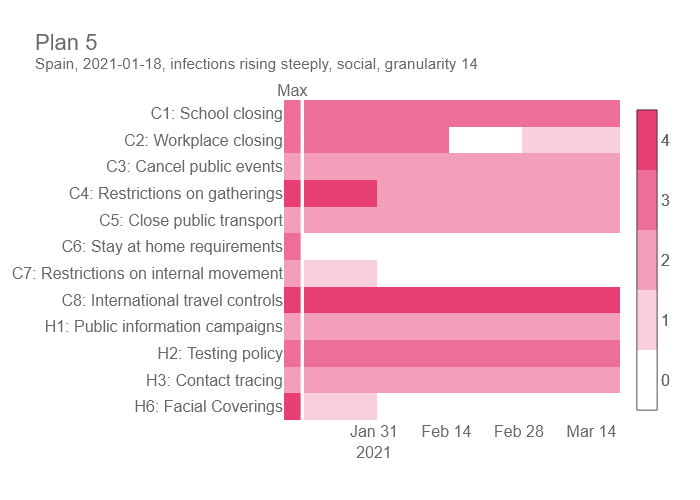 Plan 5
Spain, 2021-01-18, infections rising steeply, social, granularity 14
Max
C1: School closing
C2: Workplace closing
C3: Cancel public events
C4: Restrictions on gatherings
C5: Close public transport
C6: Stay at home requirements
C7: Restrictions on internal movement
C8: International travel controls
H1: Public information campaigns
H2: Testing policy
H3: Contact tracing
H6: Facial Coverings
4
3
2
1
0
Jan 31 Feb 14 Feb 28 Mar 14
2021